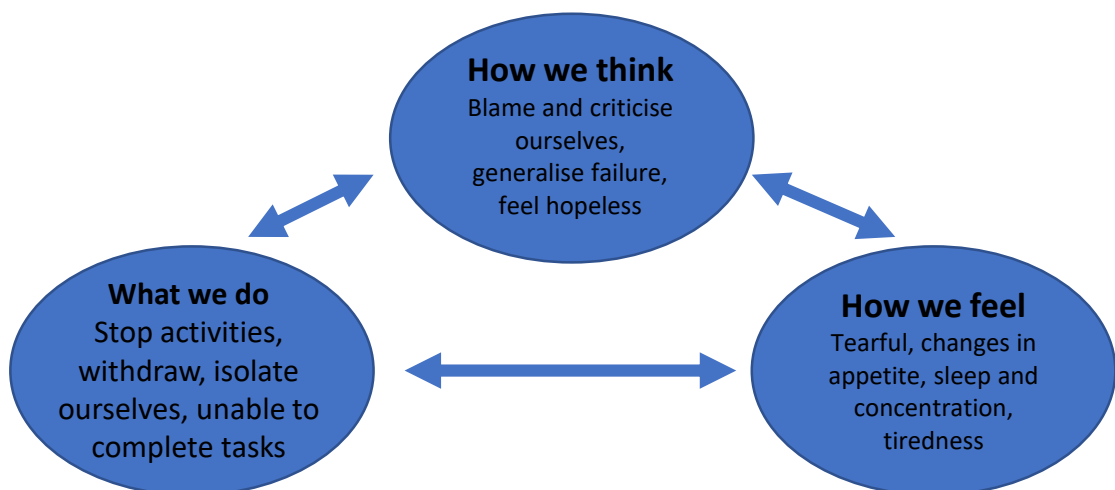 How we think
Blame and criticise
ourselves,
generalise failure,
feel hopeless
What we do
Stop activities,
withdraw, isolate
ourselves, unable to
complete tasks
How we feel
Tearful, changes in
appetite, sleep and
concentration,
tiredness